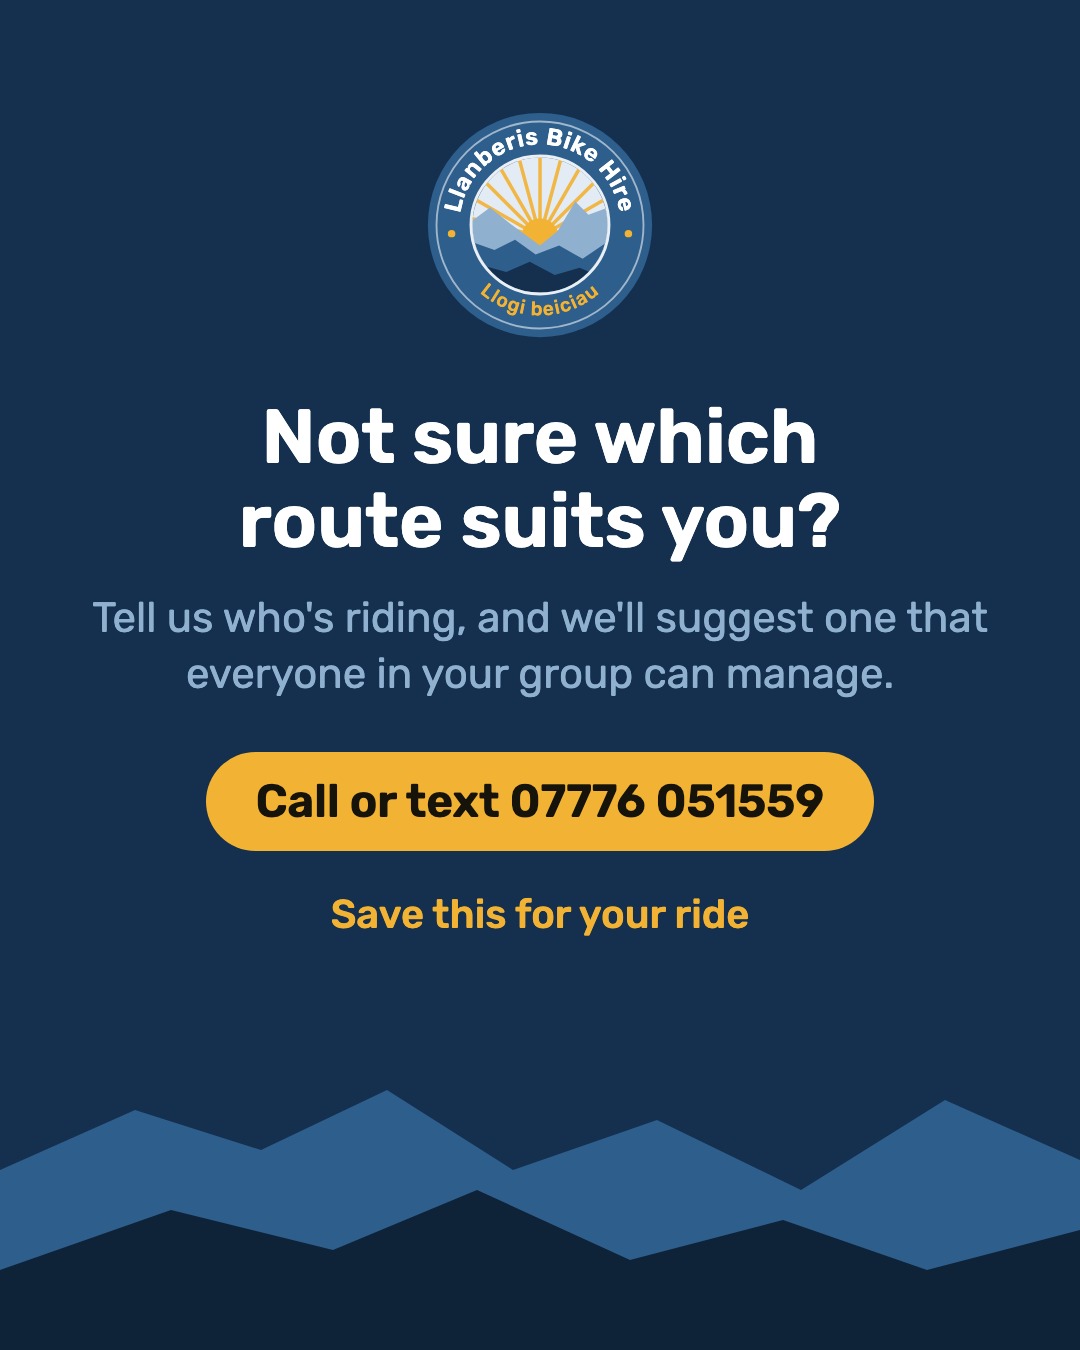 Llanberis Bike Hire
Llogi beiciau
Not sure which
route suits you?
Tell us who's riding, and we'll suggest one that
everyone in your group can manage.
Call or text 07776 051559
Save this for your ride